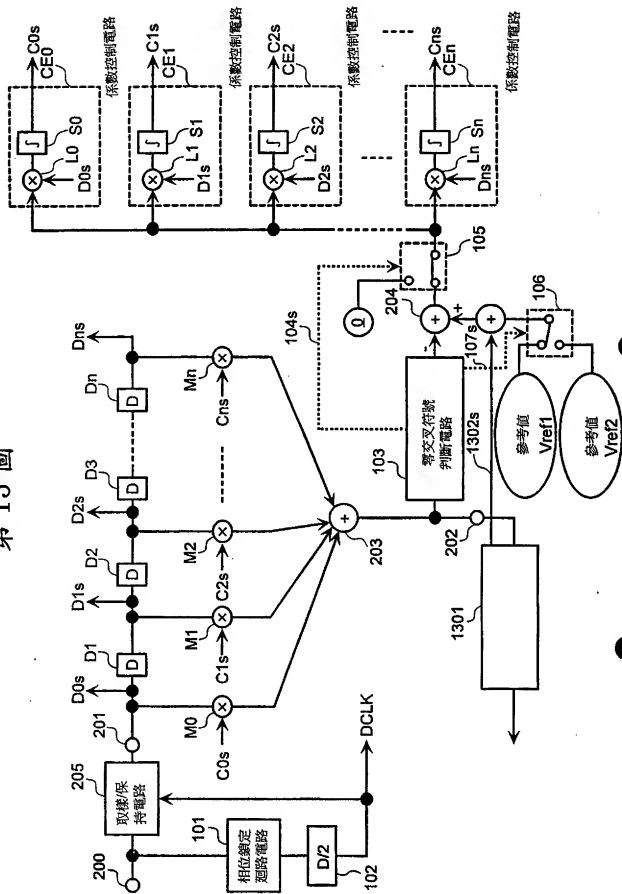 第 15 圖
200
取樣/保
持電路
205
201
相位鎖定
迴路電路
101
D/2
102
DCLK
D0s
D1
D
D1s
D2
D
D2s
D3
D
Dn
D
Dns
M0
C0s
M1
C1s
M2
C2s
Mn
Cns
203
202
零交叉符號
判斷電路
103
104s
204
-
+
0
105
107s
106
1302s
1301
參考值
Vref1
參考值
Vref2
L0
D0s
S0
C0s
CE0
係數控制電路
L1
D1s
S1
C1s
CE1
係數控制電路
L2
D2s
S2
C2s
CE2
係數控制電路
Ln
Dns
Sn
Cns
CEn
係數控制電路